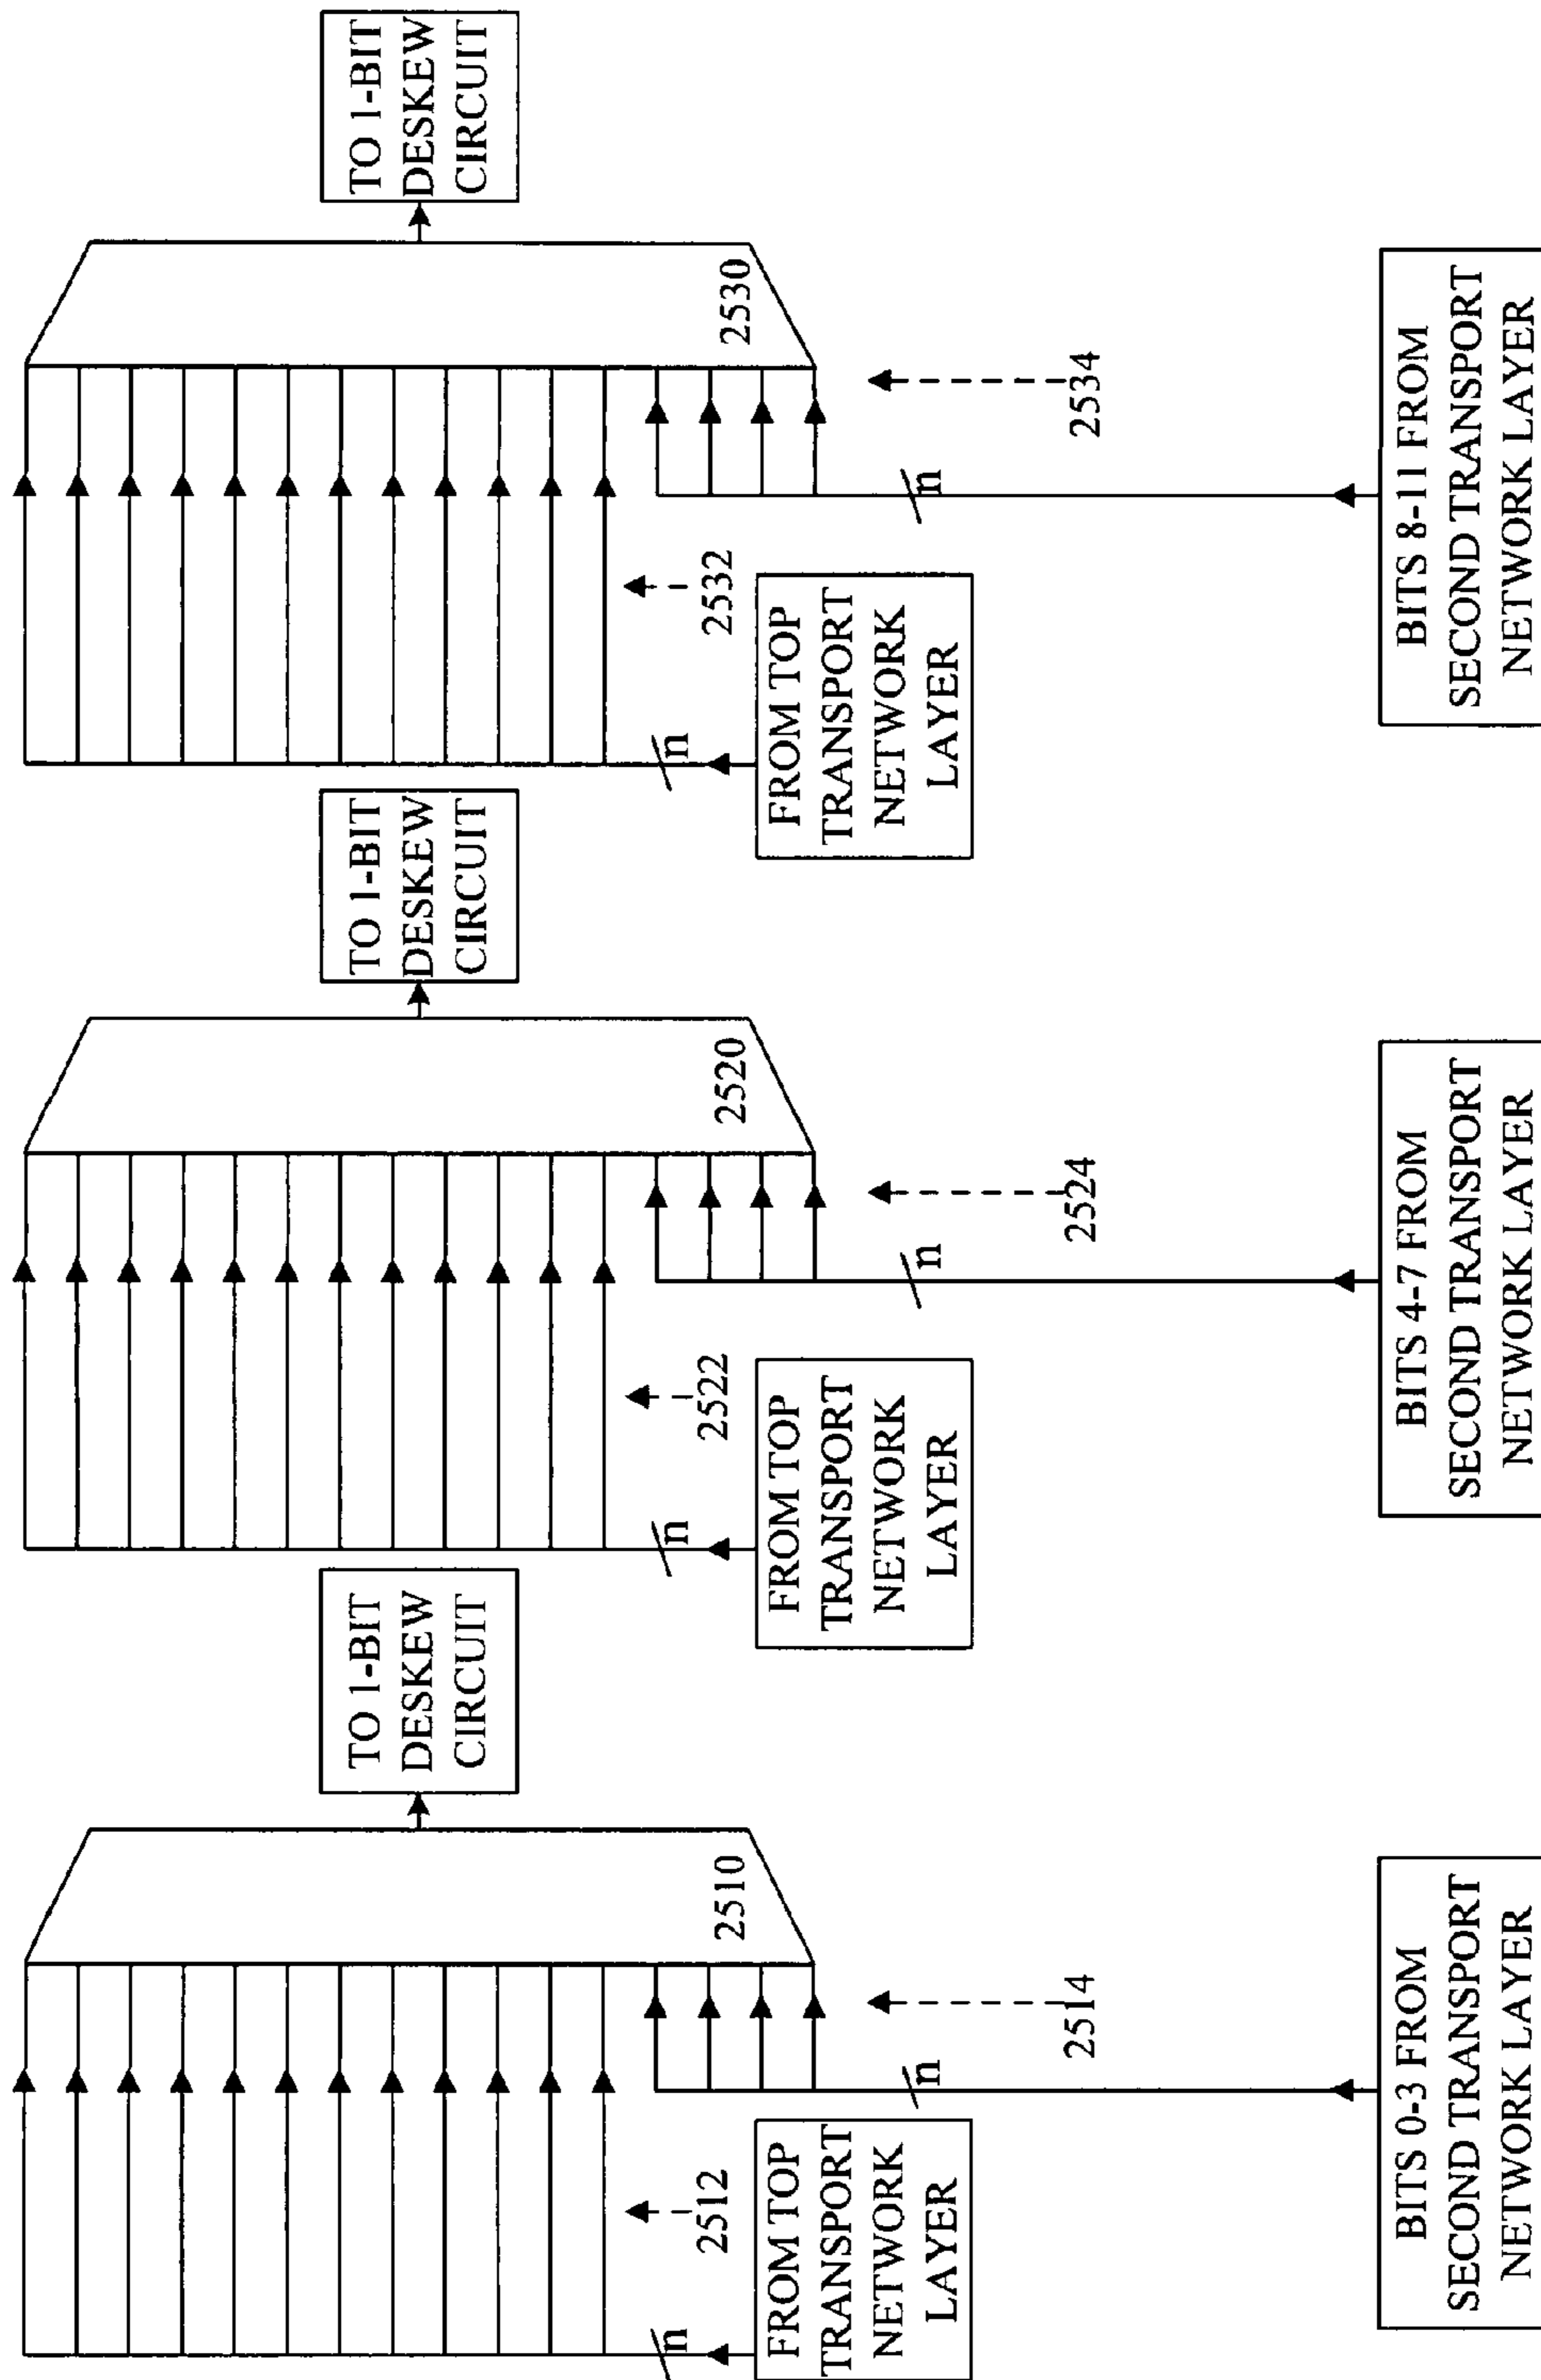 TO 1-BIT
DESKEW
CIRCUIT
TO 1-BIT
DESKEW
CIRCUIT
TO 1-BIT
DESKEW
CIRCUIT
2510
2520
2530
2512
2514
2522
2524
2532
2534
n
n
n
n
n
n
FROM TOP
TRANSPORT
NETWORK
LAYER
FROM TOP
TRANSPORT
NETWORK
LAYER
FROM TOP
TRANSPORT
NETWORK
LAYER
BITS 0-3 FROM
SECOND TRANSPORT
NETWORK LAYER
BITS 4-7 FROM
SECOND TRANSPORT
NETWORK LAYER
BITS 8-11 FROM
SECOND TRANSPORT
NETWORK LAYER